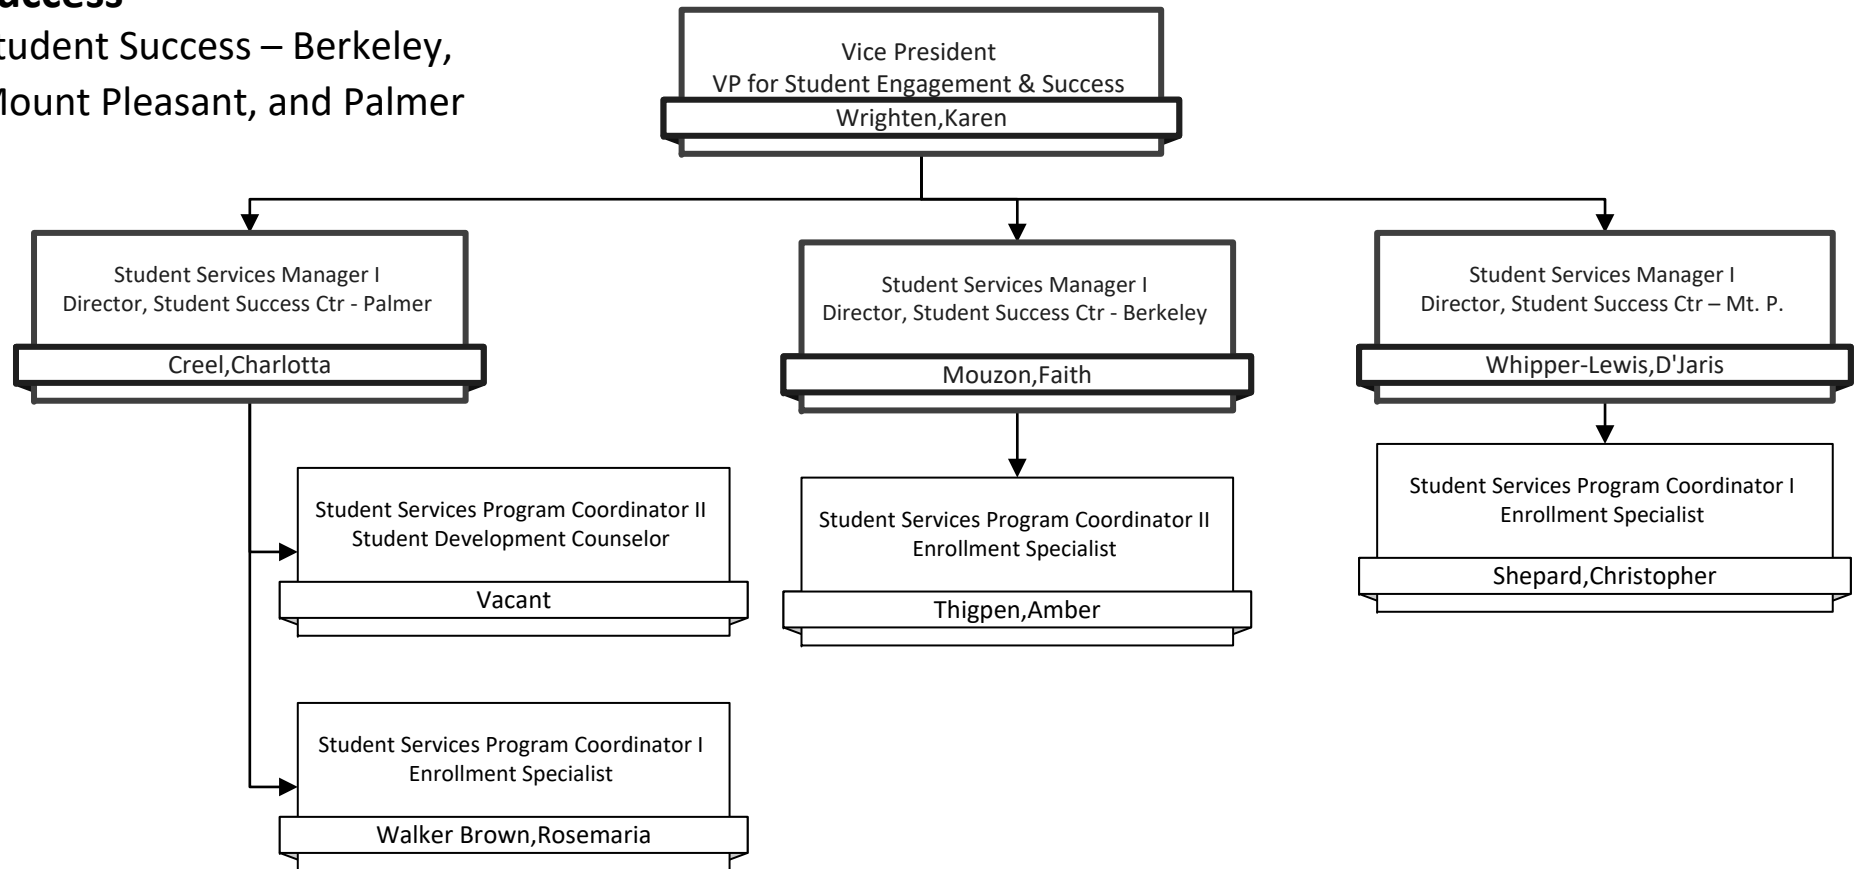 tudent Success – Berkeley,
Mount Pleasant, and Palmer
Vice President
VP for Student Engagement & Success
Wrighten,Karen
Student Services Manager I
Director, Student Success Ctr - Palmer
Creel,Charlotta
Student Services Manager I
Director, Student Success Ctr - Berkeley
Mouzon,Faith
Student Services Manager I
Director, Student Success Ctr – Mt. P.
Whipper-Lewis,D'Jaris
Student Services Program Coordinator II
Student Development Counselor
Vacant
Student Services Program Coordinator II
Enrollment Specialist
Thigpen,Amber
Student Services Program Coordinator I
Enrollment Specialist
Shepard,Christopher
Student Services Program Coordinator I
Enrollment Specialist
Walker Brown,Rosemaria